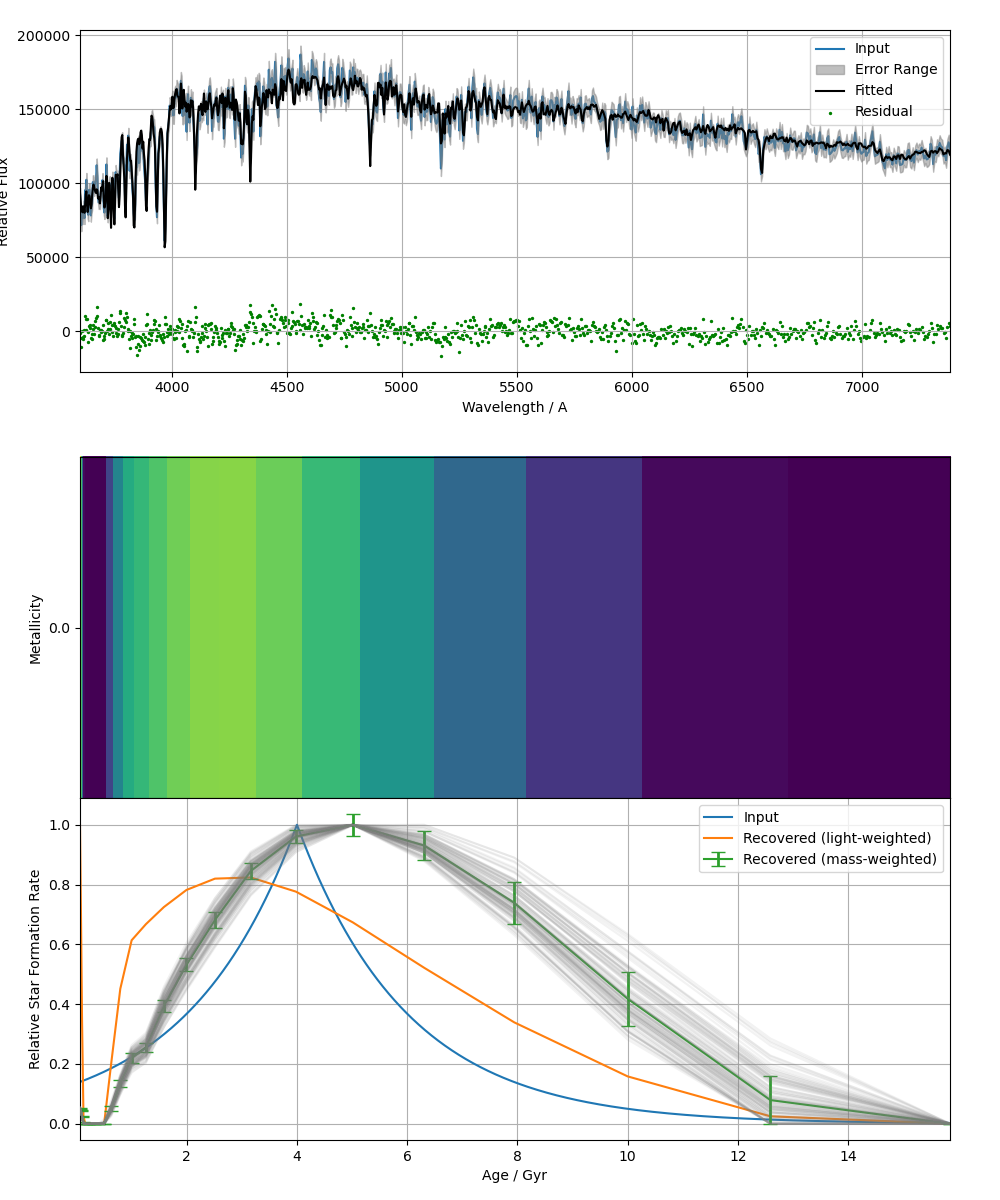 200000
150000
100000
50000
0
Relative Flux
Input
Error Range
Fitted
Residual
4000 4500 5000 5500 6000 6500 7000
Wavelength / A
Metallicity
0.0
1.0
0.8
0.6
0.4
0.2
0.0
Relative Star Formation Rate
Input
Recovered (light-weighted)
Recovered (mass-weighted)
2 4 6 8 10 12 14
Age / Gyr